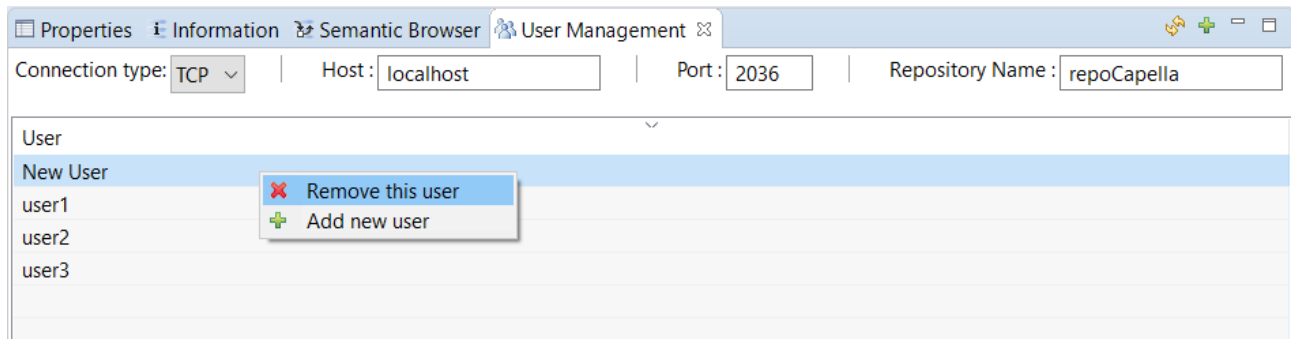 Properties Information Semantic Browser User Management
Connection type: TCP Host : localhost Port : 2036 Repository Name : repoCapella
User
New User
Remove this user
user1
Add new user
user2
user3